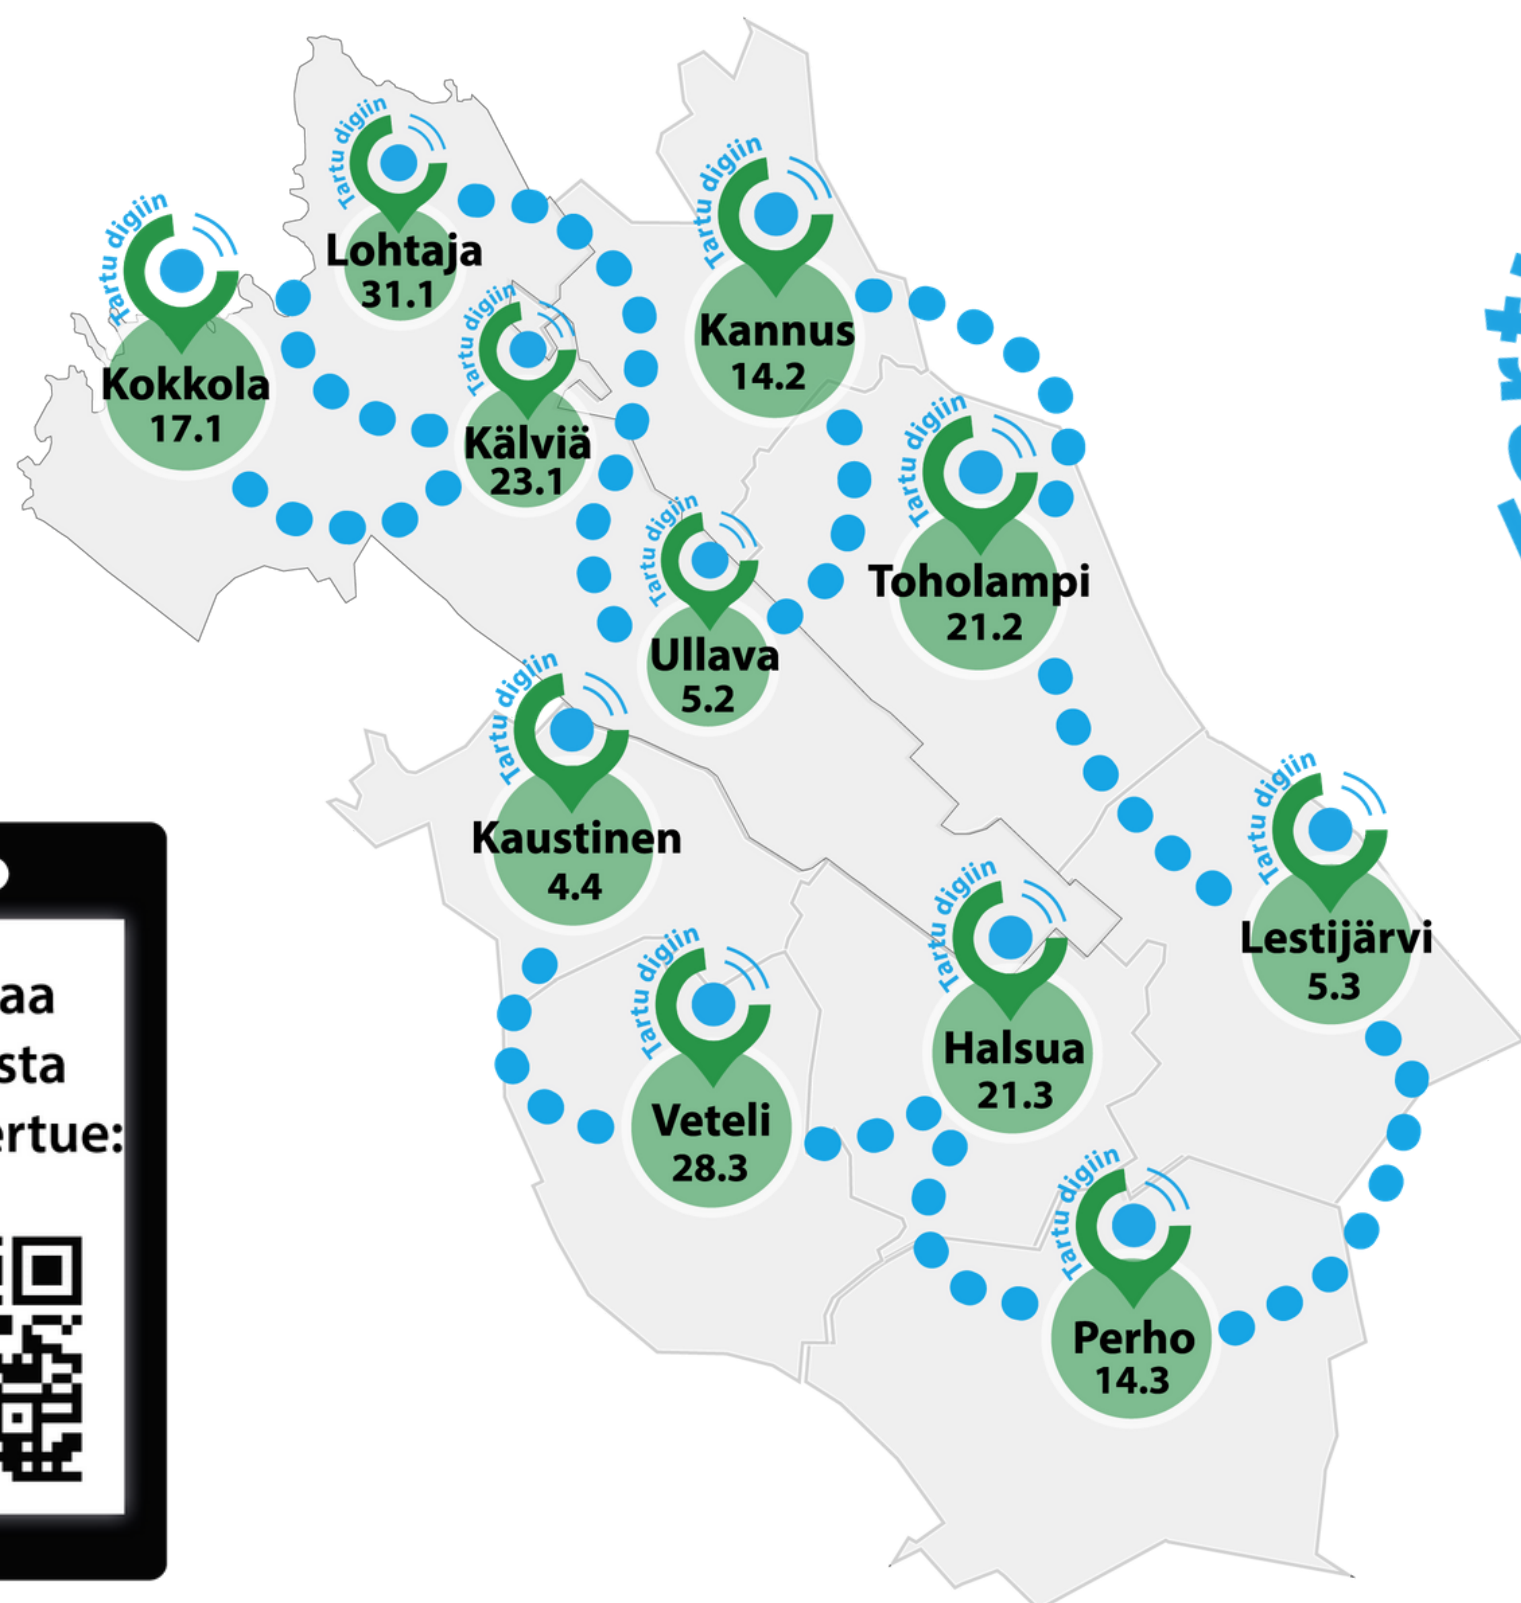 Tartu digiin
Lohtaja
31.1
Tartu digiin
Kannus
14.2
Tartu digiin
Kokkola
17.1
Tartu digiin
Kälviä
23.1
Tartu digiin
Toholampi
21.2
Tartu digiin
Ullava
5.2
Tartu digiin
Kaustinen
4.4
Tartu digiin
Lestijärvi
5.3
Tartu digiin
Halsua
21.3
Tartu digiin
Veteli
28.3
Tartu digiin
Perho
14.3
aa
sta
ertue: